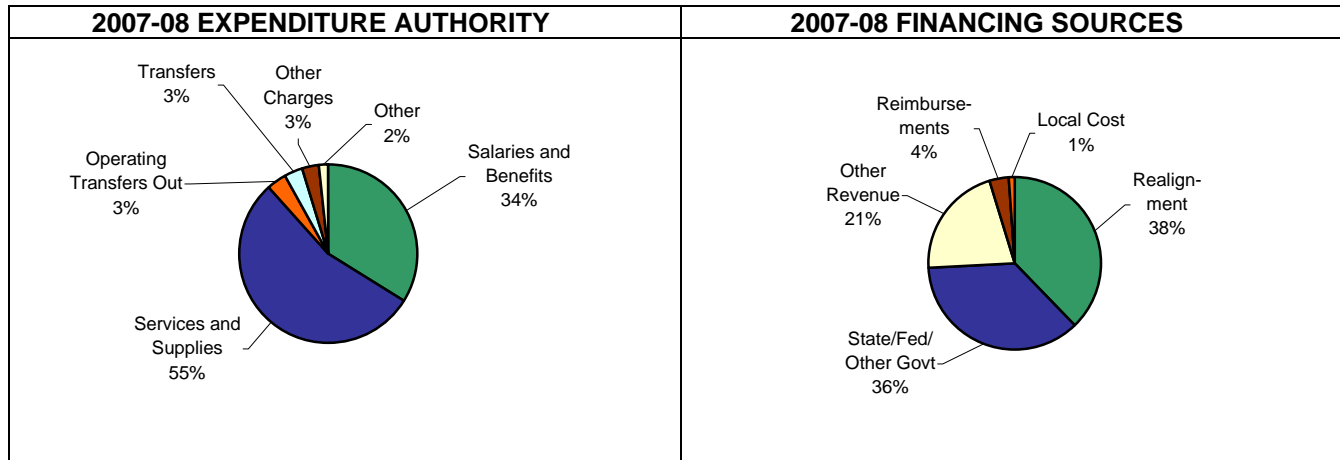 2007-08 EXPENDITURE AUTHORITY
Transfers
3%
Other
Charges
3%
Other
2%
Operating
Transfers Out
3%
Salaries and
Benefits
34%
Services and
Supplies
55%
2007-08 FINANCING SOURCES
Reimburse-
ments
4%
Local Cost
1%
Other
Revenue
21%
Realign-
ment
38%
State/Fed/
Other Govt
36%